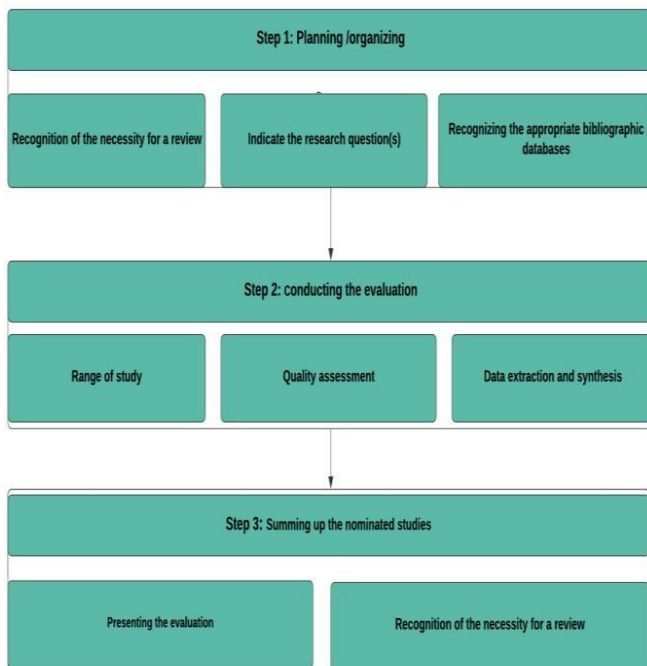 Step 1: Planning /organizing
Recognition of the necessity for a review
Indicate the research question(s)
Recognizing the appropriate bibliographic
databases
Step 2: conducting the evaluation
Range of study
Quality assessment
Data extraction and synthesis
Step 3: Summing up the nominated studies
Presenting the evaluation
Recognition of the necessity for a review